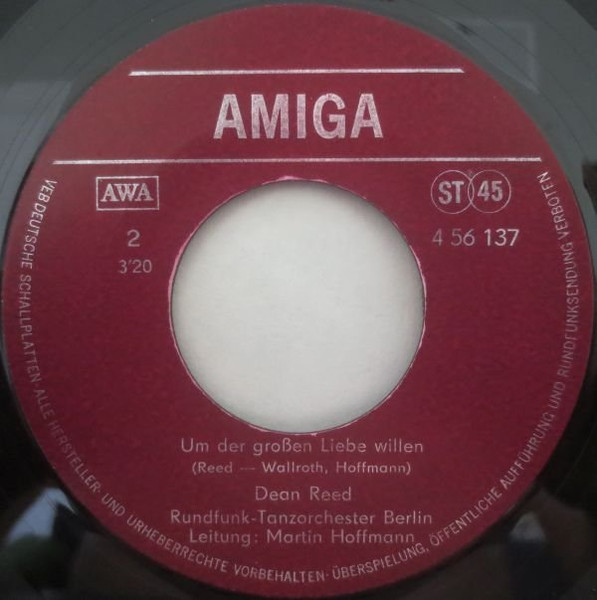 AMIGA
AWA
ST 45
2
4 56 137
3'20
Um der großen Liebe willen
(Reed — Wallroth, Hoffmann)
Dean Reed
Rundfunk-Tanzorchester Berlin
Leitung: Martin Hoffmann
VEB DEUTSCHE SCHALLPLATTEN · ALLE HERSTELLER- UND URHEBERRECHTE VORBEHALTEN · ÜBERSPIELUNG, ÖFFENTLICHE AUFFÜHRUNG UND RUNDFUNKSENDUNG VERBOTEN